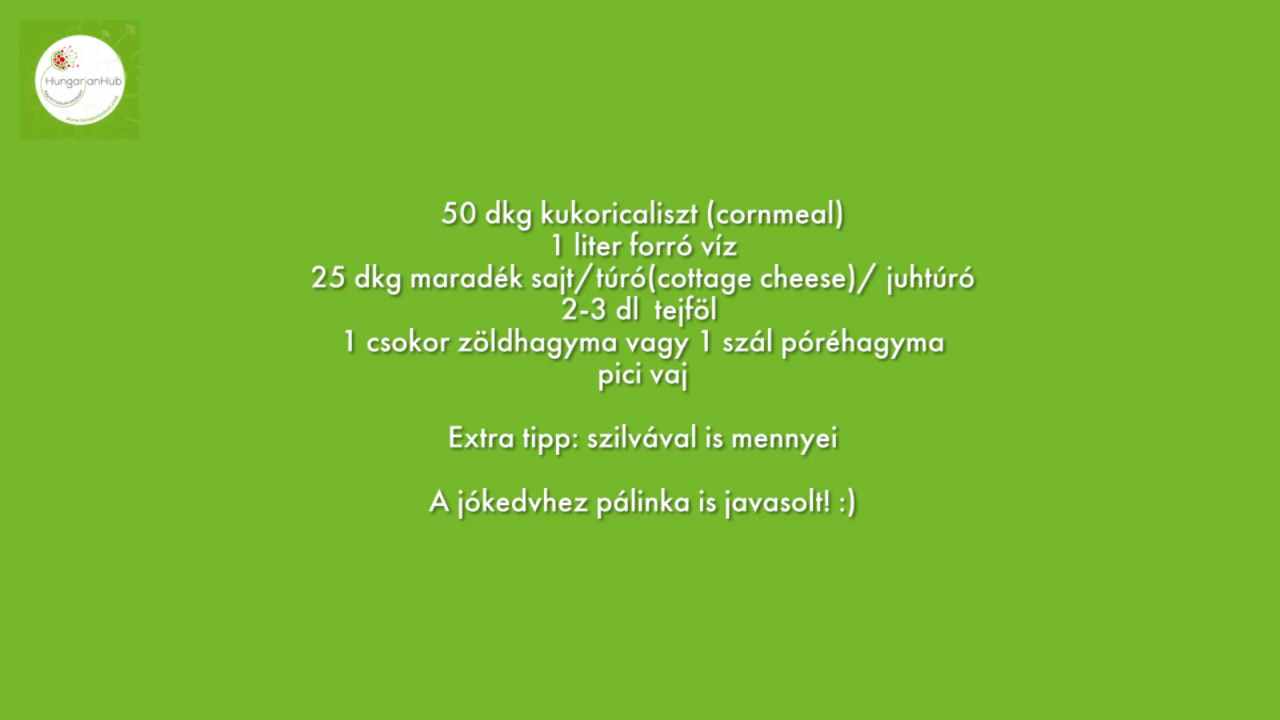 HungarianHub
50 dkg kukoricaliszt (cornmeal)
1 liter forró víz
25 dkg maradék sajt/túró(cottage cheese)/ juhtúró
2-3 dl  tejföl
1 csokor zöldhagyma vagy 1 szál póréhagyma
pici vaj
Extra tipp: szilvával is mennyei
A jókedvhez pálinka is javasolt! :)